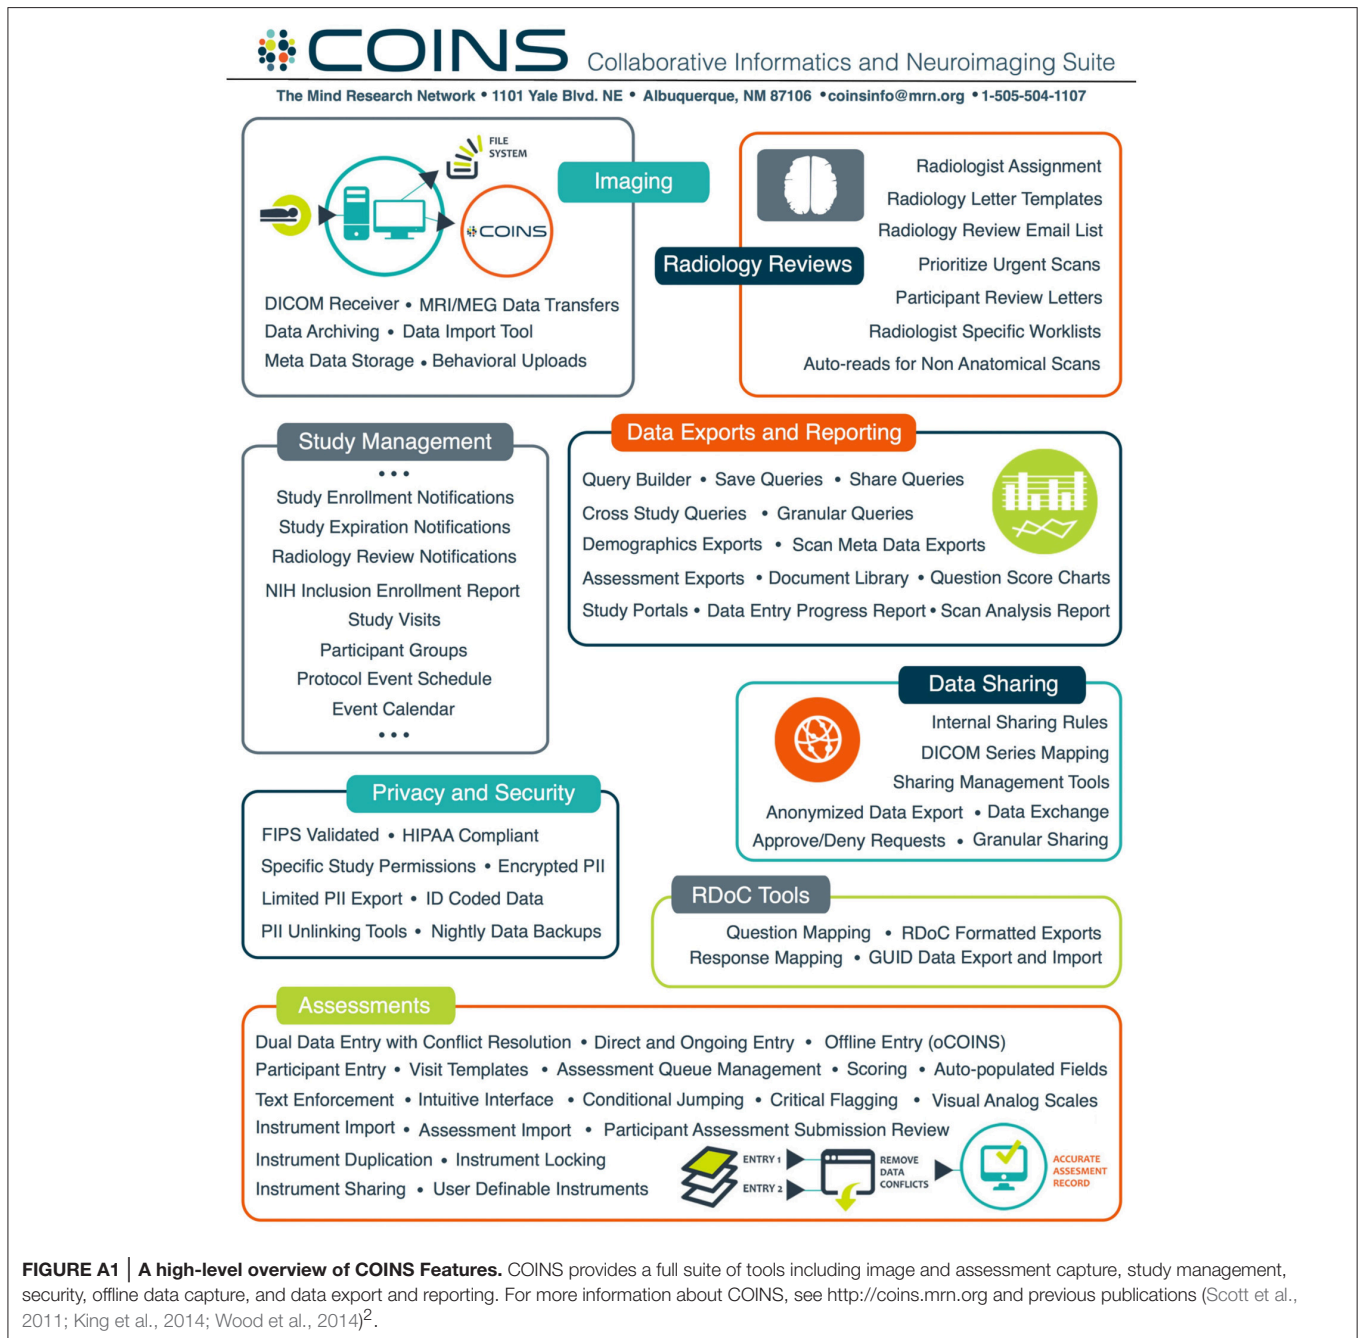 COINS Collaborative Informatics and Neuroimaging Suite
The Mind Research Network • 1101 Yale Blvd. NE • Albuquerque, NM 87106 •coinsinfo@mrn.org • 1-505-504-1107
FILE
SYSTEM
COINS
Imaging
DICOM Receiver • MRI/MEG Data Transfers
Data Archiving • Data Import Tool
Meta Data Storage • Behavioral Uploads
Radiology Reviews
Radiologist Assignment
Radiology Letter Templates
Radiology Review Email List
Prioritize Urgent Scans
Participant Review Letters
Radiologist Specific Worklists
Auto-reads for Non Anatomical Scans
Study Management
• • •
Study Enrollment Notifications
Study Expiration Notifications
Radiology Review Notifications
NIH Inclusion Enrollment Report
Study Visits
Participant Groups
Protocol Event Schedule
Event Calendar
• • •
Data Exports and Reporting
Query Builder • Save Queries • Share Queries
Cross Study Queries • Granular Queries
Demographics Exports • Scan Meta Data Exports
Assessment Exports • Document Library • Question Score Charts
Study Portals • Data Entry Progress Report • Scan Analysis Report
Data Sharing
Internal Sharing Rules
DICOM Series Mapping
Sharing Management Tools
Anonymized Data Export • Data Exchange
Approve/Deny Requests • Granular Sharing
Privacy and Security
FIPS Validated • HIPAA Compliant
Specific Study Permissions • Encrypted PII
Limited PII Export • ID Coded Data
PII Unlinking Tools • Nightly Data Backups
RDoC Tools
Question Mapping • RDoC Formatted Exports
Response Mapping • GUID Data Export and Import
Assessments
Dual Data Entry with Conflict Resolution • Direct and Ongoing Entry • Offline Entry (oCOINS)
Participant Entry • Visit Templates • Assessment Queue Management • Scoring • Auto-populated Fields
Text Enforcement • Intuitive Interface • Conditional Jumping • Critical Flagging • Visual Analog Scales
Instrument Import • Assessment Import • Participant Assessment Submission Review
Instrument Duplication • Instrument Locking
Instrument Sharing • User Definable Instruments
ENTRY 1
ENTRY 2
REMOVE
DATA
CONFLICTS
ACCURATE
ASSESMENT
RECORD
FIGURE A1 | A high-level overview of COINS Features. COINS provides a full suite of tools including image and assessment capture, study management,
security, offline data capture, and data export and reporting. For more information about COINS, see http://coins.mrn.org and previous publications (Scott et al.,
2011; King et al., 2014; Wood et al., 2014)2.